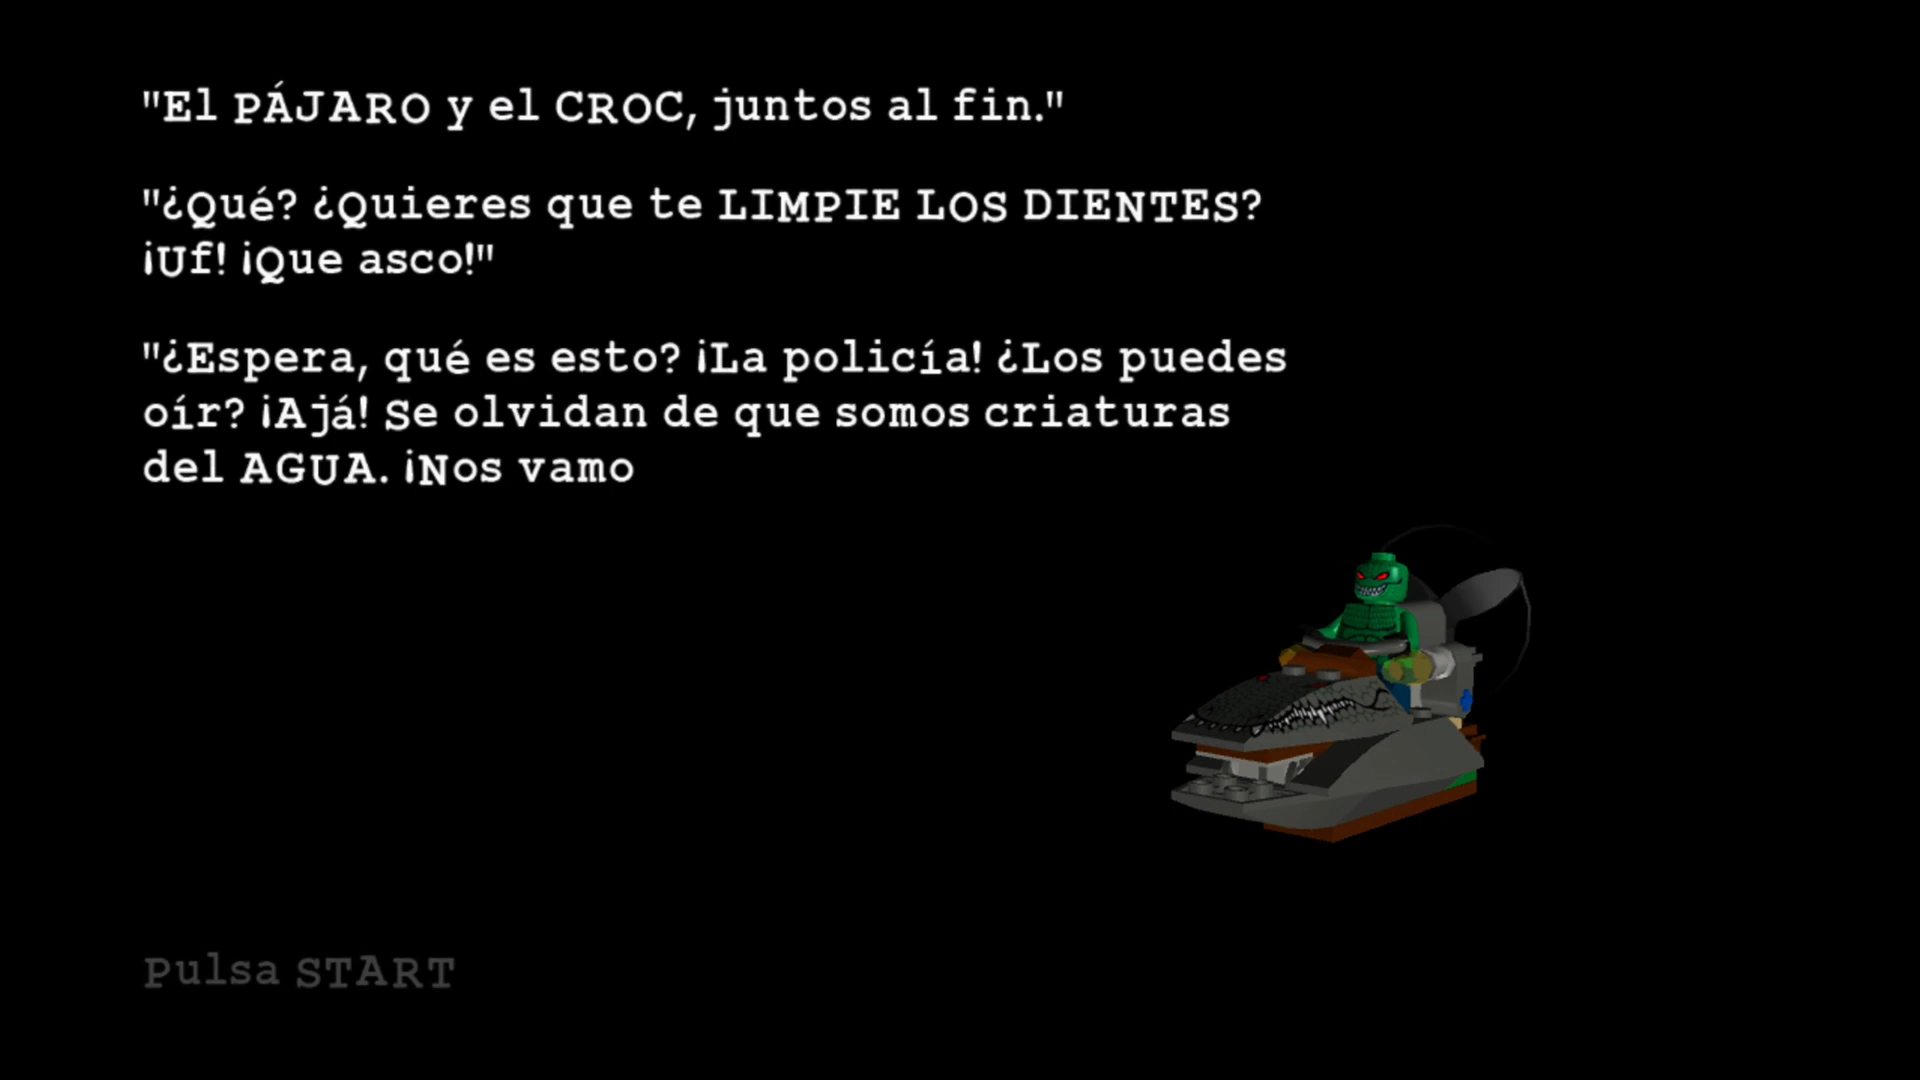 "El PÁJARO y el CROC, juntos al fin."
"¿Qué? ¿Quieres que te LIMPIE LOS DIENTES?
¡Uf! ¡Que asco!"
"¿Espera, qué es esto? ¡La policía! ¿Los puedes
oír? ¡Ajá! Se olvidan de que somos criaturas
del AGUA. ¡Nos vamo
Pulsa START